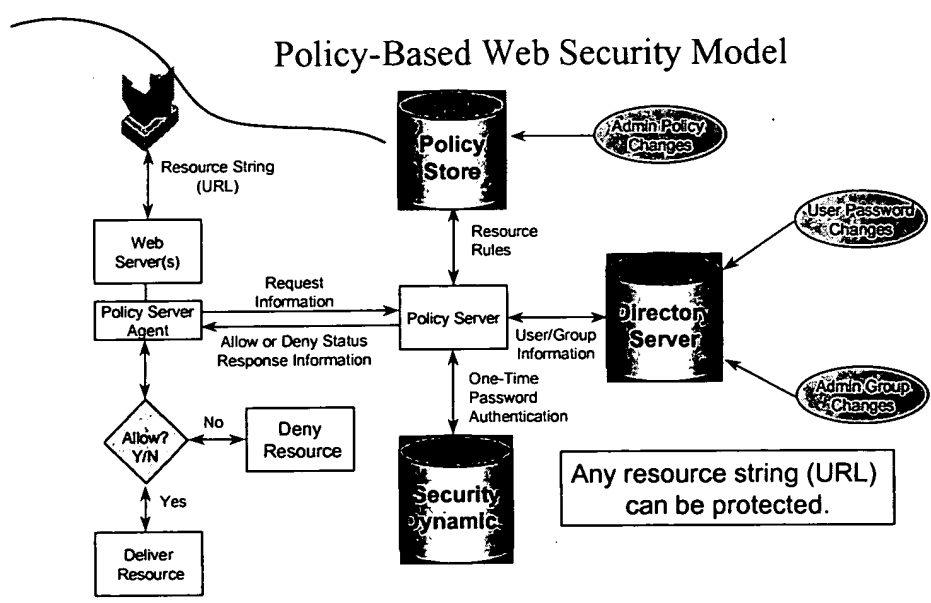 Policy-Based Web Security Model
Resource String
(URL)
Policy
Store
Admin Policy
Changes
Web
Server(s)
Resource
Rules
User Password
Changes
Request
Information
Policy Server
Agent
Policy Server
Director
Server
Allow or Deny Status
Response Information
User/Group
Information
One-Time
Password
Authentication
Admin Group
Changes
Allow?
Y/N
No
Deny
Resource
Yes
Security
Dynamic
Any resource string (URL)
can be protected.
Deliver
Resource